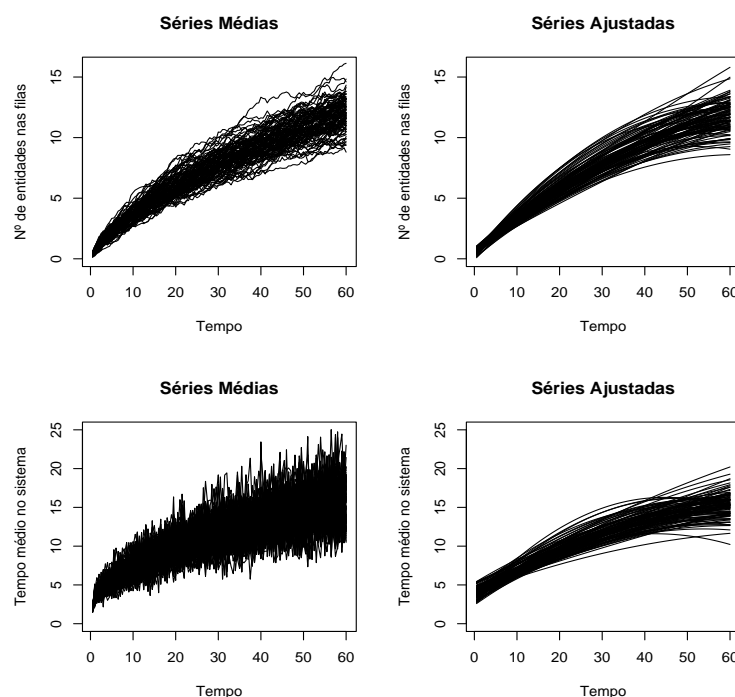 Séries Médias
Nº de entidades nas filas
15
10
5
0
0 10 20 30 40 50 60
Tempo
Séries Ajustadas
Nº de entidades nas filas
15
10
5
0
0 10 20 30 40 50 60
Tempo
Séries Médias
Tempo médio no sistema
25
20
15
10
5
0
0 10 20 30 40 50 60
Tempo
Séries Ajustadas
Tempo médio no sistema
25
20
15
10
5
0
0 10 20 30 40 50 60
Tempo